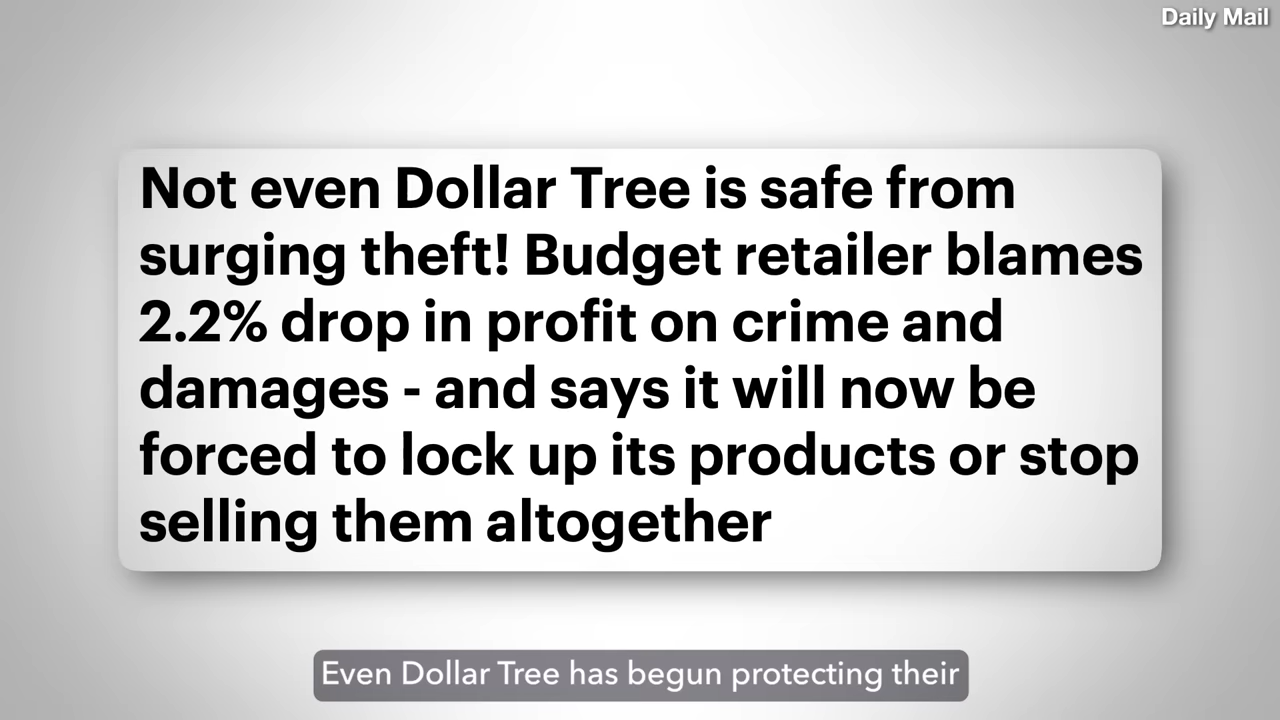 Daily Mail
Not even Dollar Tree is safe from
surging theft! Budget retailer blames
2.2% drop in profit on crime and
damages - and says it will now be
forced to lock up its products or stop
selling them altogether
Even Dollar Tree has begun protecting their